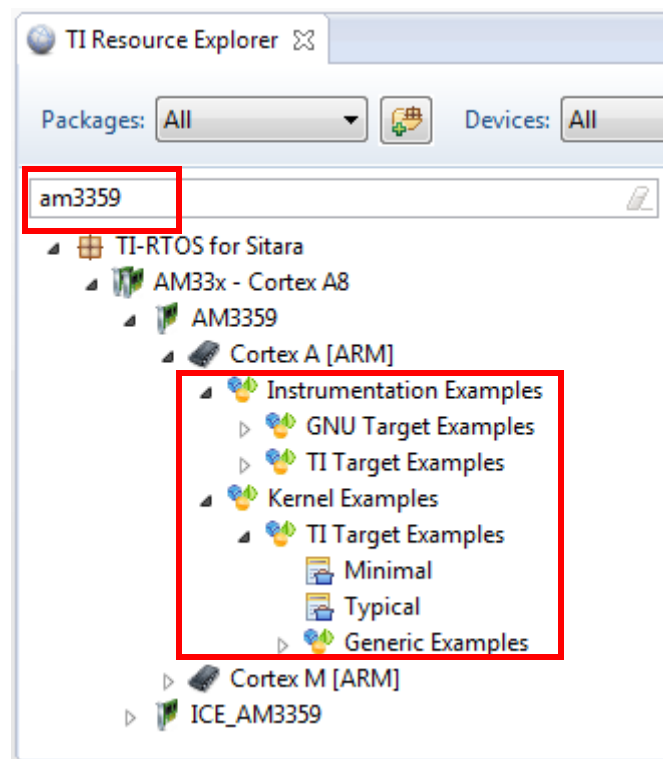 TI Resource Explorer
Packages: All Devices: All
am3359
TI-RTOS for Sitara
AM33x - Cortex A8
AM3359
Cortex A [ARM]
Instrumentation Examples
GNU Target Examples
TI Target Examples
Kernel Examples
TI Target Examples
Minimal
Typical
Generic Examples
Cortex M [ARM]
ICE_AM3359